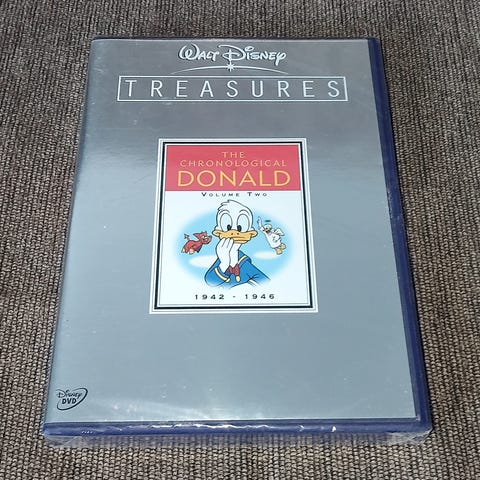 WALT DISNEY
TREASURES
THE
CHRONOLOGICAL
DONALD
VOLUME TWO
1942 - 1946
Disney
DVD